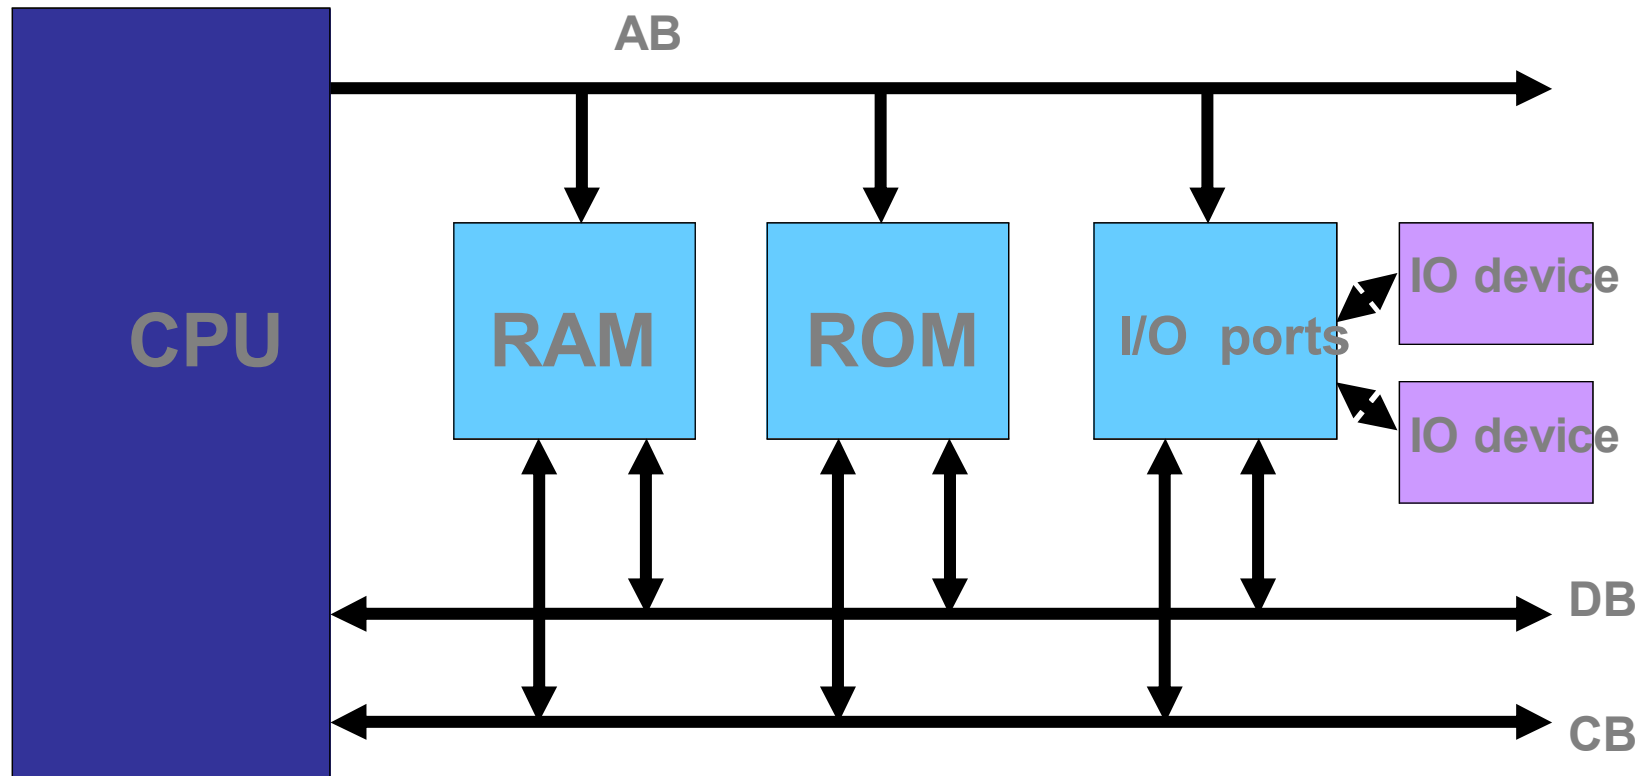 AB
CPU
RAM
ROM
I/O ports
IO device
IO device
DB
CB